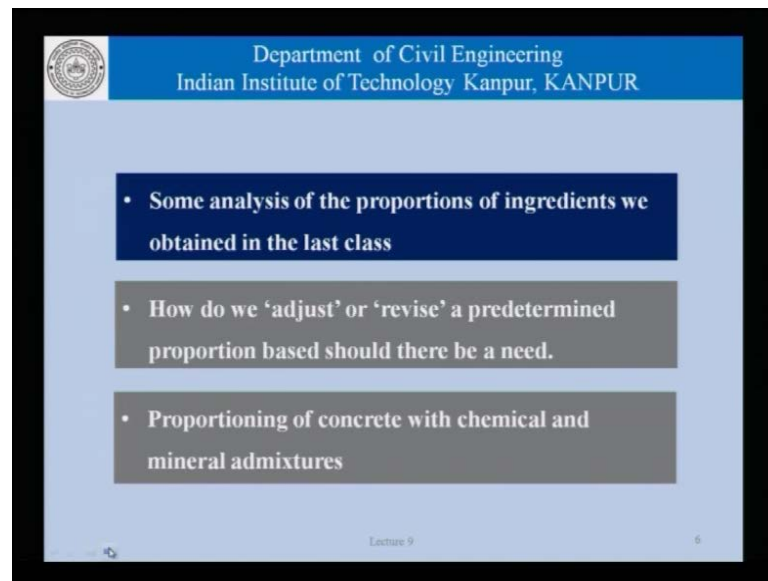 Department of Civil Engineering
Indian Institute of Technology Kanpur, KANPUR
• Some analysis of the proportions of ingredients we
obtained in the last class
• How do we ‘adjust’ or ‘revise’ a predetermined
proportion based should there be a need.
• Proportioning of concrete with chemical and
mineral admixtures
Lecture 9
6